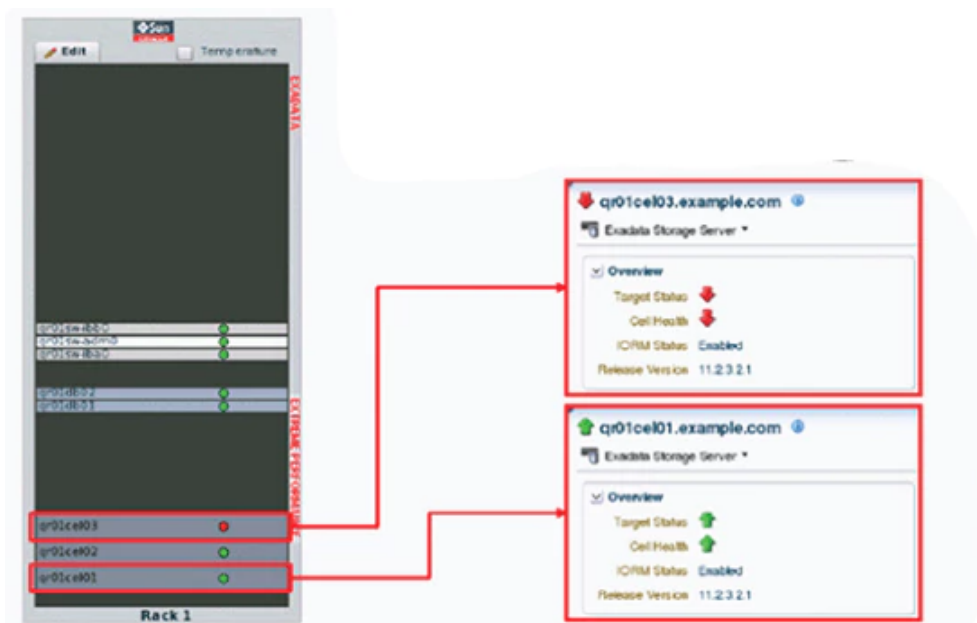 Sun
Edit
Temperature
EXADATA
qr01sw-ibb0
qr01sw-adm0
qr01sw-iba0
qr01db02
qr01db01
EXTREME PERFORMANCE
qr01cel03
qr01cel02
qr01cel01
Rack 1
qr01cel03.example.com
Exadata Storage Server
Overview
Target Status
Cell Health
IORM Status Enabled
Release Version 11.2.3.2.1
qr01cel01.example.com
Exadata Storage Server
Overview
Target Status
Cell Health
IORM Status Enabled
Release Version 11.2.3.2.1